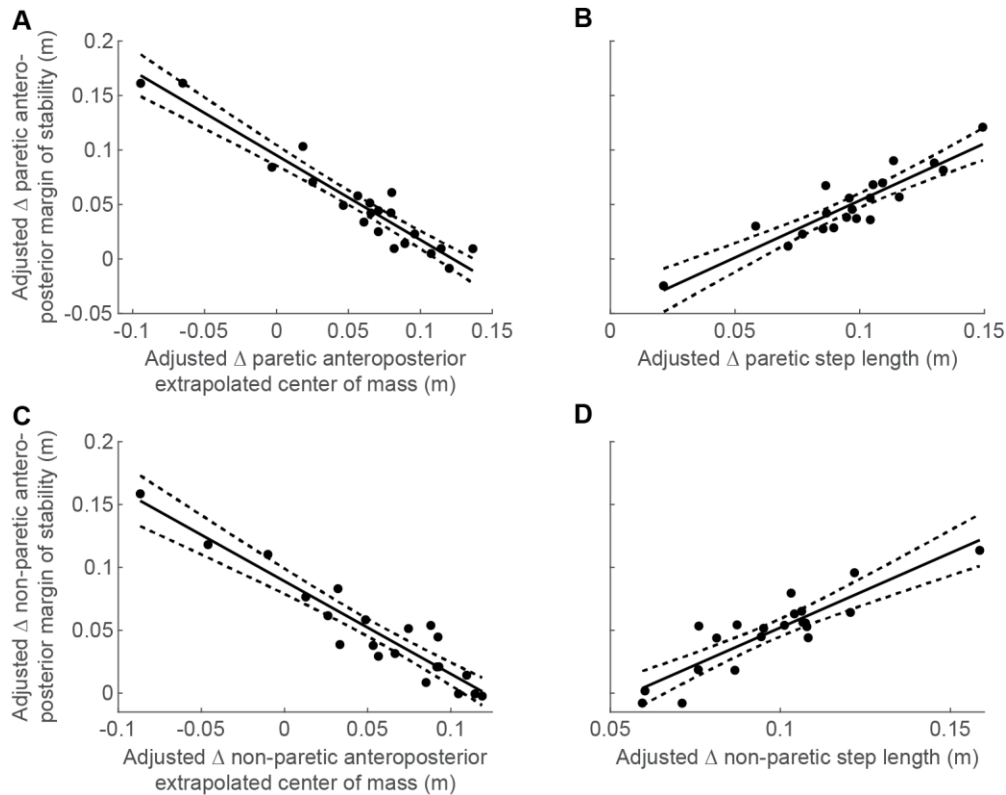 A
B
Adjusted Δ paretic antero-
posterior margin of stability (m)
0.2
0.15
0.1
0.05
0
-0.05
-0.1
-0.05
0
0.05
0.1
0.15
0
0.05
0.1
0.15
Adjusted Δ paretic anteroposterior
extrapolated center of mass (m)
Adjusted Δ paretic step length (m)
C
D
Adjusted Δ non-paretic antero-
posterior margin of stability (m)
0.2
0.15
0.1
0.05
0
-0.1
-0.05
0
0.05
0.1
0.05
0.1
0.15
Adjusted Δ non-paretic anteroposterior
extrapolated center of mass (m)
Adjusted Δ non-paretic step length (m)